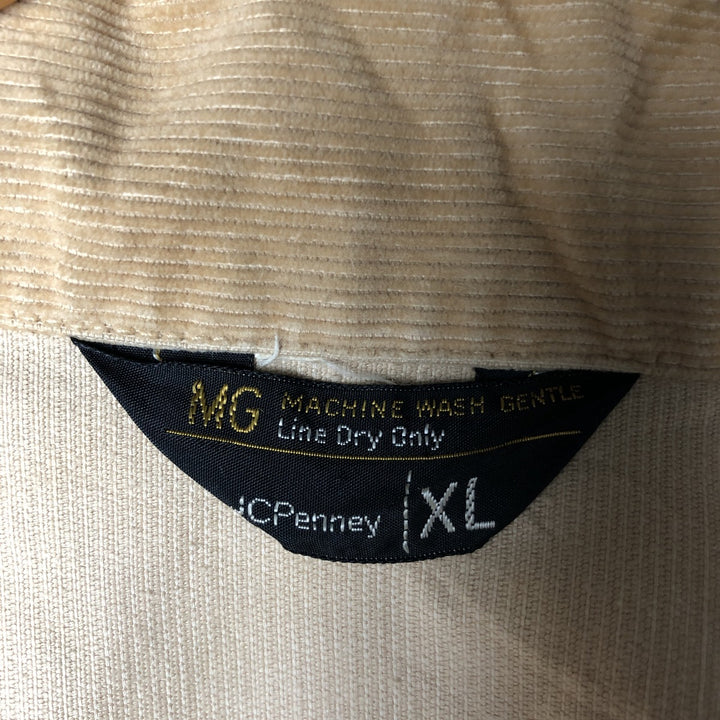 MG MACHINE WASH GENTLE
Line Dry Only
JCPenney XL